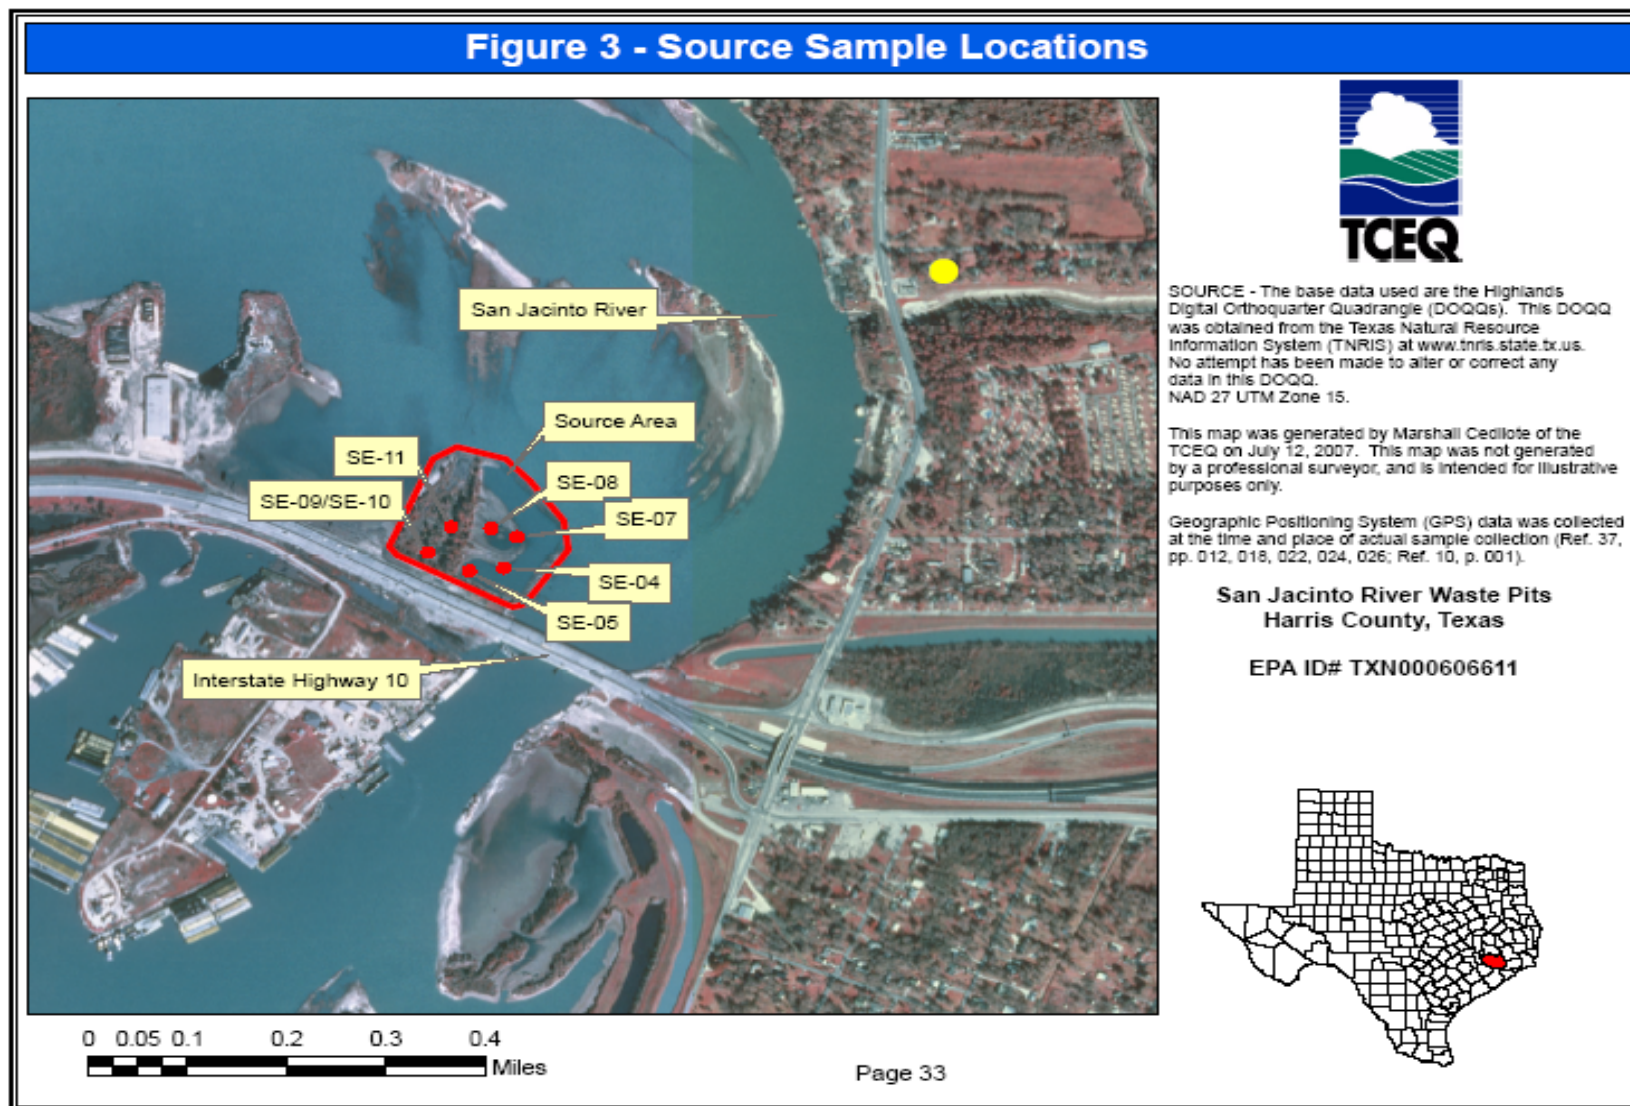 Figure 3 - Source Sample Locations
San Jacinto River
Source Area
SE-11
SE-08
SE-09/SE-10
SE-07
SE-04
SE-05
Interstate Highway 10
TCEQ
SOURCE - The base data used are the Highlands
Digital Orthoquarter Quadrangle (DOQQs). This DOQQ
was obtained from the Texas Natural Resource
Information System (TNRIS) at www.tnris.state.tx.us.
No attempt has been made to alter or correct any
data in this DOQQ.
NAD 27 UTM Zone 15.
This map was generated by Marshall Cedilote of the
TCEQ on July 12, 2007. This map was not generated
by a professional surveyor, and is intended for illustrative
purposes only.
Geographic Positioning System (GPS) data was collected
at the time and place of actual sample collection (Ref. 37,
pp. 012, 018, 022, 024, 026; Ref. 10, p. 001).
San Jacinto River Waste Pits
Harris County, Texas
EPA ID# TXN000606611
0 0.05 0.1 0.2 0.3 0.4
Miles
Page 33